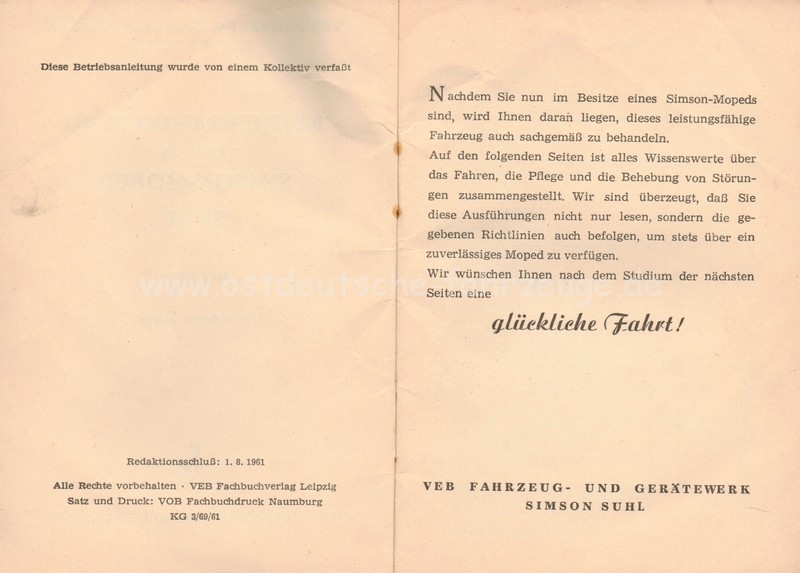 Diese Betriebsanleitung wurde von einem Kollektiv verfaßt
Redaktionsschluß: 1. 8. 1961
Alle Rechte vorbehalten · VEB Fachbuchverlag Leipzig
Satz und Druck: VOB Fachbuchdruck Naumburg
KG 3/69/61
Nachdem Sie nun im Besitze eines Simson-Mopeds
sind, wird Ihnen daran liegen, dieses leistungsfähige
Fahrzeug auch sachgemäß zu behandeln.
Auf den folgenden Seiten ist alles Wissenswerte über
das Fahren, die Pflege und die Behebung von Störun-
gen zusammengestellt. Wir sind überzeugt, daß Sie
diese Ausführungen nicht nur lesen, sondern die ge-
gebenen Richtlinien auch befolgen, um stets über ein
zuverlässiges Moped zu verfügen.
Wir wünschen Ihnen nach dem Studium der nächsten
Seiten eine
glückliche Fahrt!
VEB FAHRZEUG- UND GERÄTEWERK
SIMSON SUHL
www.ostdeutsche-fahrzeuge.de